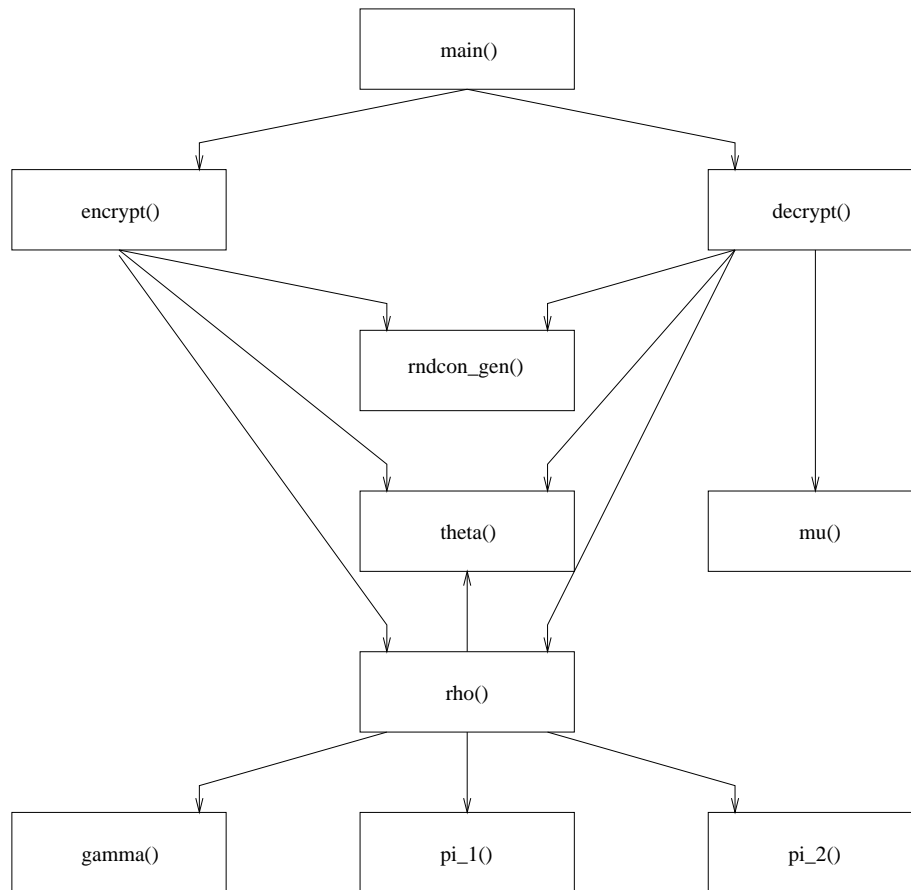 main()
encrypt()
decrypt()
rndcon_gen()
theta()
mu()
rho()
gamma()
pi_1()
pi_2()